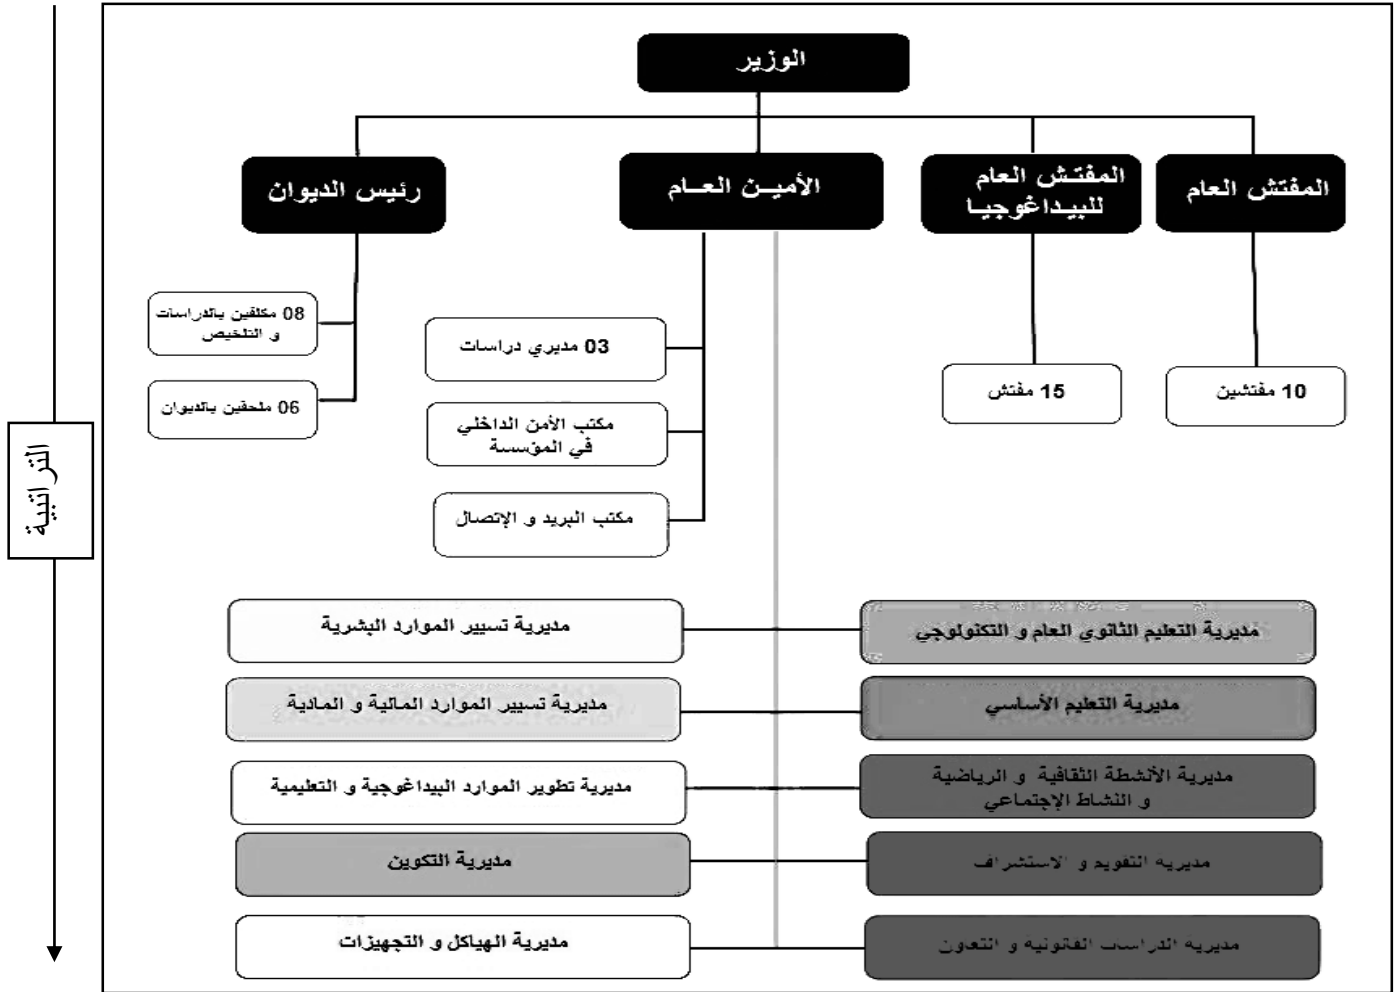 الوزير
المفتش العام
المفتش العام
للبيداغوجيا
الأمين العام
رئيس الديوان
10 مفتشين
15 مفتش
03 مديري دراسات
مكتب الأمن الداخلي
في المؤسسة
مكتب البريد و الإتصال
08 مكلفين بالدراسات
و التلخيص
06 ملحقين بالديوان
التراتبية
مديرية التعليم الثانوي العام و التكنولوجي
مديرية تسيير الموارد البشرية
مديرية التعليم الأساسي
مديرية تسيير الموارد المالية و المادية
مديرية الأنشطة الثقافية و الرياضية
و النشاط الإجتماعي
مديرية تطوير الموارد البيداغوجية و التعليمية
مديرية التقويم و الاستشراف
مديرية التكوين
مديرية الدراسات القانونية و التعاون
مديرية الهياكل و التجهيزات